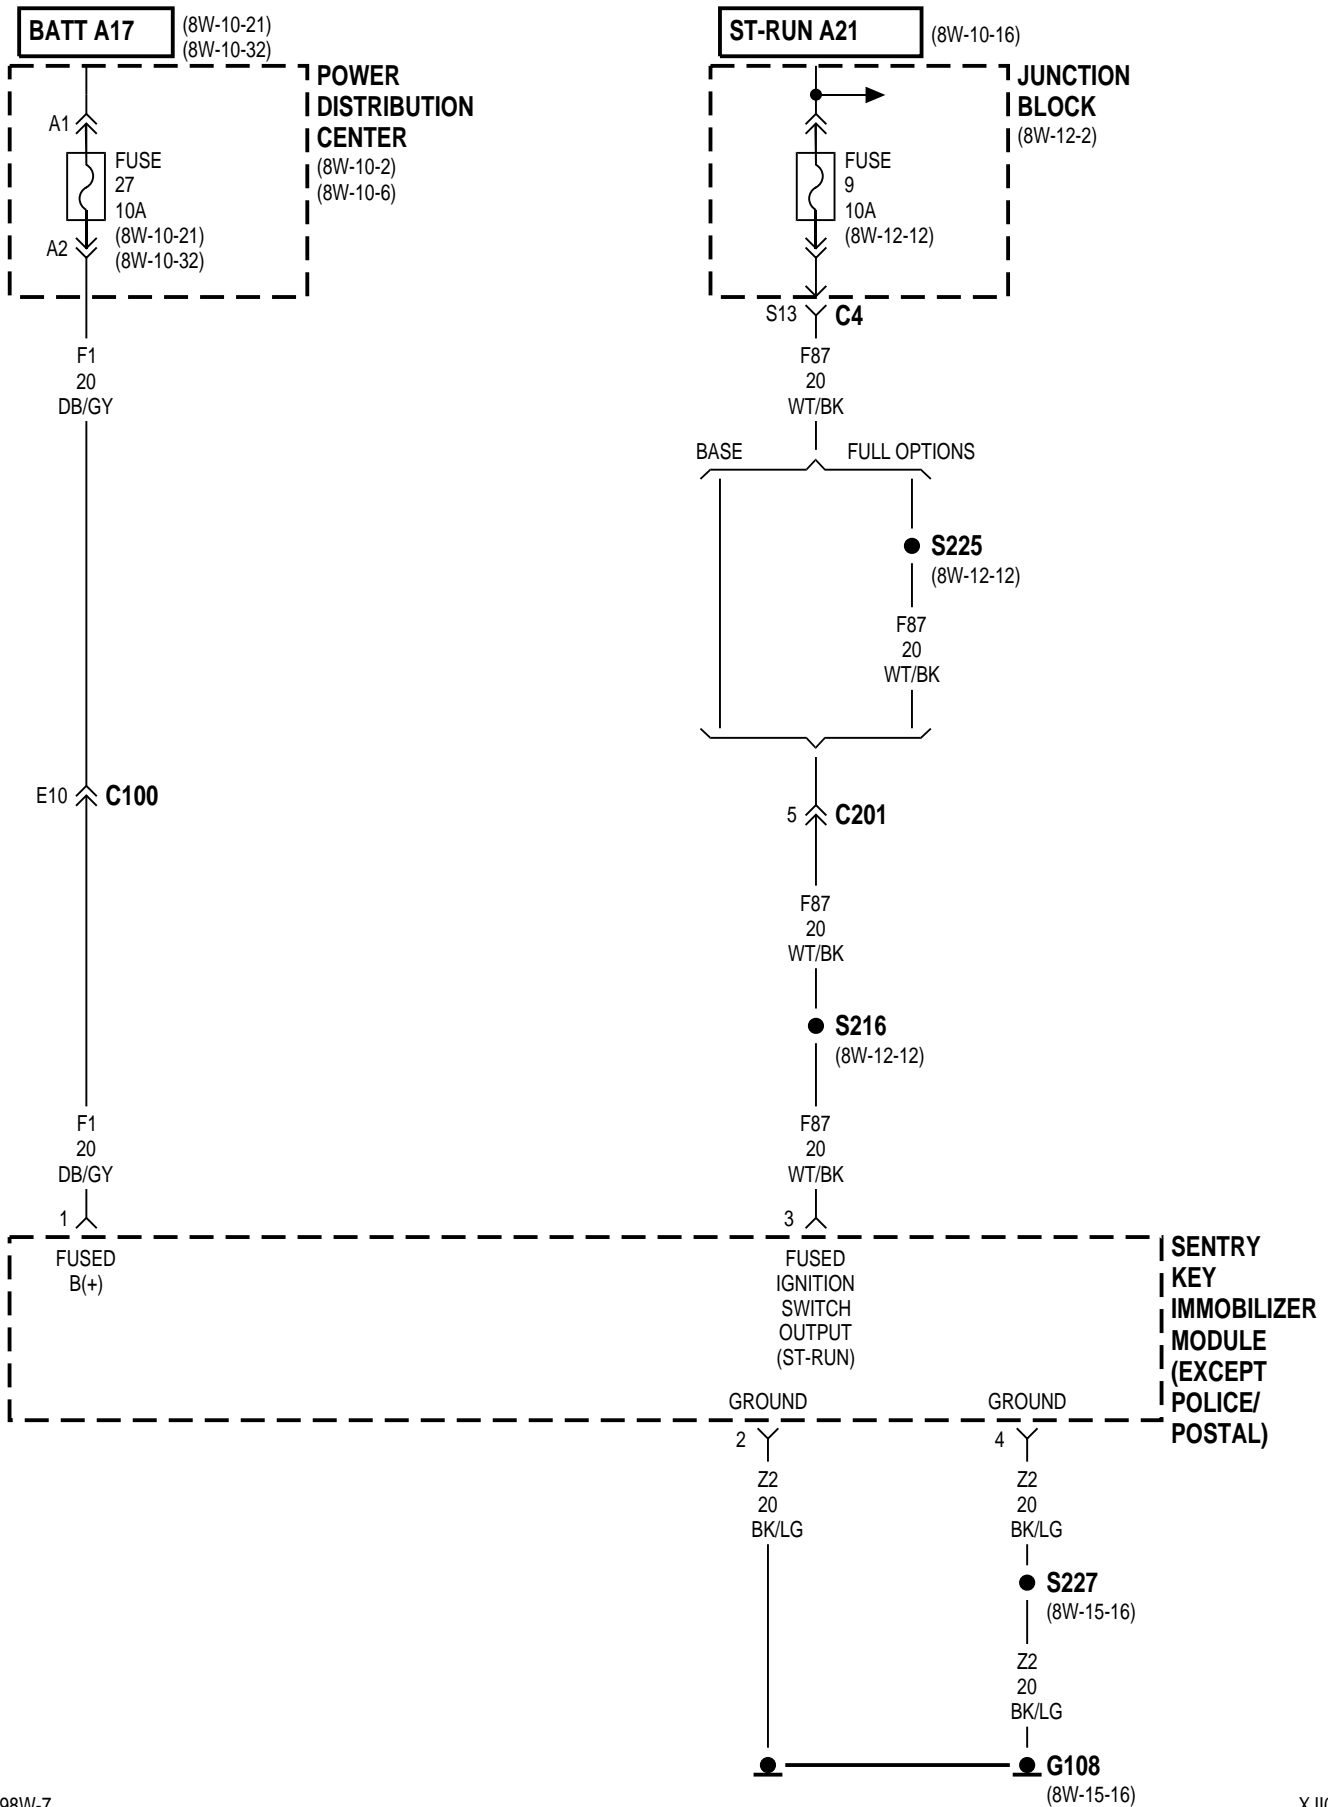 BATT A17
(8W-10-21)
(8W-10-32)
ST-RUN A21
(8W-10-16)
POWER
DISTRIBUTION
CENTER
(8W-10-2)
(8W-10-6)
A1
FUSE
27
10A
(8W-10-21)
(8W-10-32)
A2
JUNCTION
BLOCK
(8W-12-2)
FUSE
9
10A
(8W-12-12)
S13
C4
F1
20
DB/GY
F87
20
WT/BK
BASE
FULL OPTIONS
S225
(8W-12-12)
F87
20
WT/BK
E10
C100
5
C201
F87
20
WT/BK
S216
(8W-12-12)
F1
20
DB/GY
F87
20
WT/BK
1
3
FUSED
B(+)
FUSED
IGNITION
SWITCH
OUTPUT
(ST-RUN)
SENTRY
KEY
IMMOBILIZER
MODULE
(EXCEPT
POLICE/
POSTAL)
GROUND
GROUND
2
4
Z2
20
BK/LG
Z2
20
BK/LG
S227
(8W-15-16)
Z2
20
BK/LG
G108
(8W-15-16)